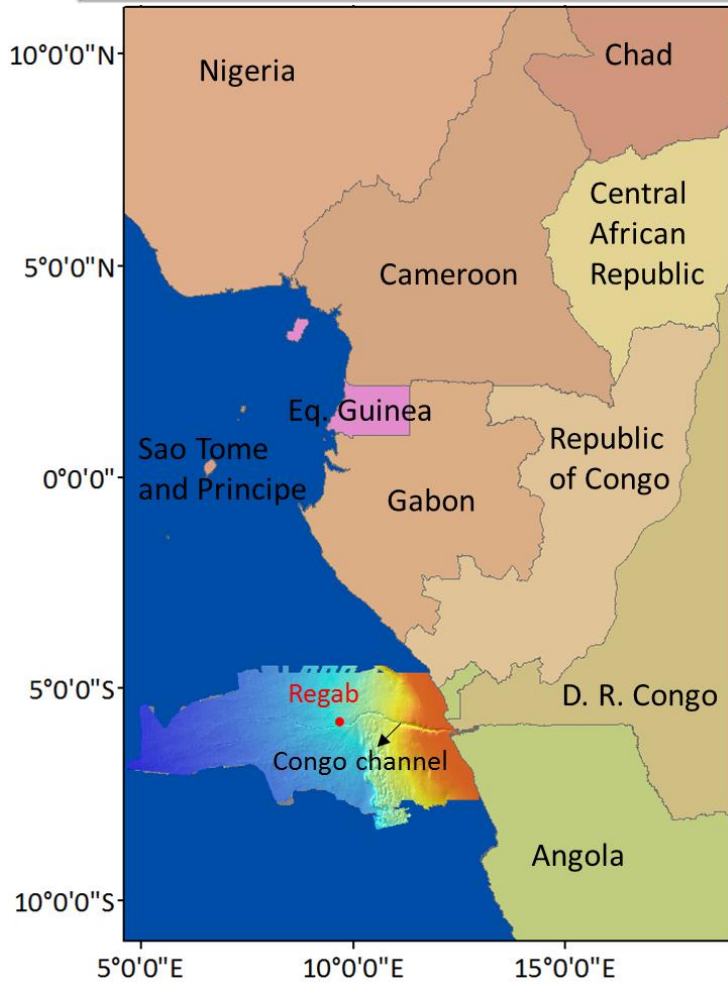 10°0'0"N
Nigeria
Chad
Central
African
Republic
5°0'0"N
Cameroon
Eq. Guinea
Sao Tome
and Principe
Republic
of Congo
0°0'0"
Gabon
5°0'0"S
Regab
D. R. Congo
Congo channel
Angola
10°0'0"S
5°0'0"E
10°0'0"E
15°0'0"E